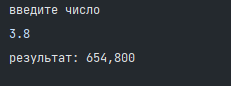 введите число
3.8
результат: 654,800